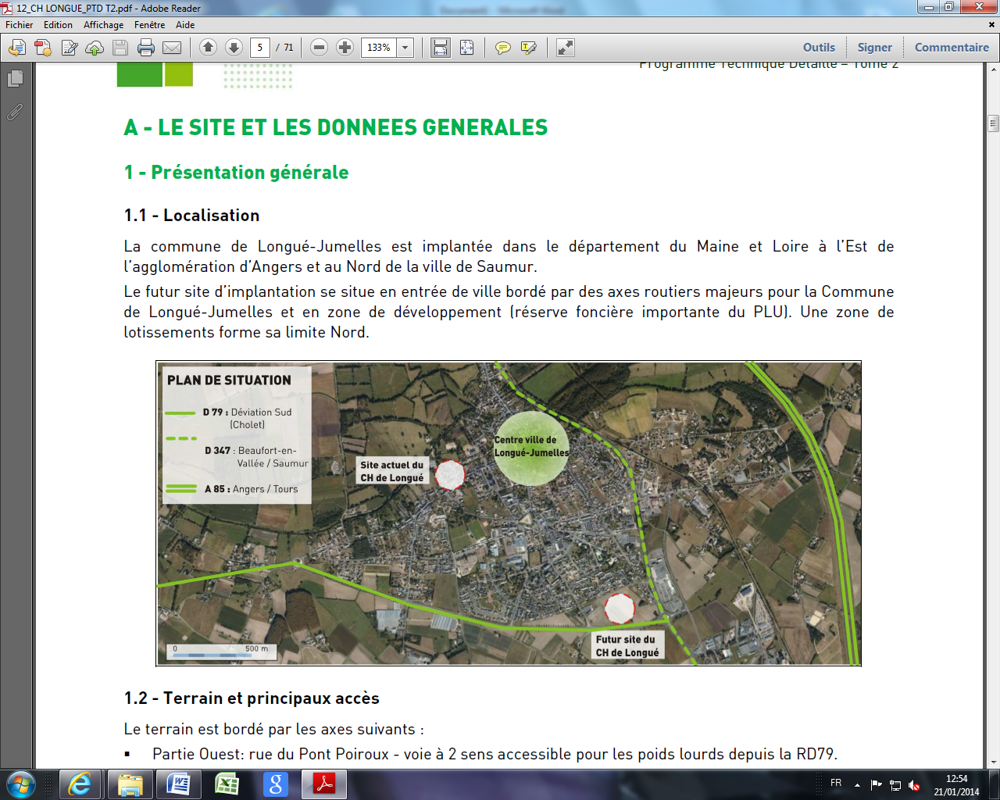 12_CH LONGUE_PTD T2.pdf - Adobe Reader
Fichier Edition Affichage Fenêtre Aide
5 / 71 133% Outils Signer Commentaire
Programme Technique Détaillé – Tome 2
A - LE SITE ET LES DONNEES GENERALES
1 - Présentation générale
1.1 - Localisation
La commune de Longué-Jumelles est implantée dans le département du Maine et Loire à l’Est de
l’agglomération d’Angers et au Nord de la ville de Saumur.
Le futur site d’implantation se situe en entrée de ville bordé par des axes routiers majeurs pour la Commune
de Longué-Jumelles et en zone de développement (réserve foncière importante du PLU). Une zone de
lotissements forme sa limite Nord.
PLAN DE SITUATION
D 79 : Déviation Sud
(Cholet)
D 347 : Beaufort-en-
Vallée / Saumur
A 85 : Angers / Tours
Centre ville de
Longué-Jumelles
Site actuel du
CH de Longué
Futur site du
CH de Longué
0 500 m
1.2 - Terrain et principaux accès
Le terrain est bordé par les axes suivants :
▪ Partie Ouest: rue du Pont Poiroux - voie à 2 sens accessible pour les poids lourds depuis la RD79.
FR
12:54
21/01/2014